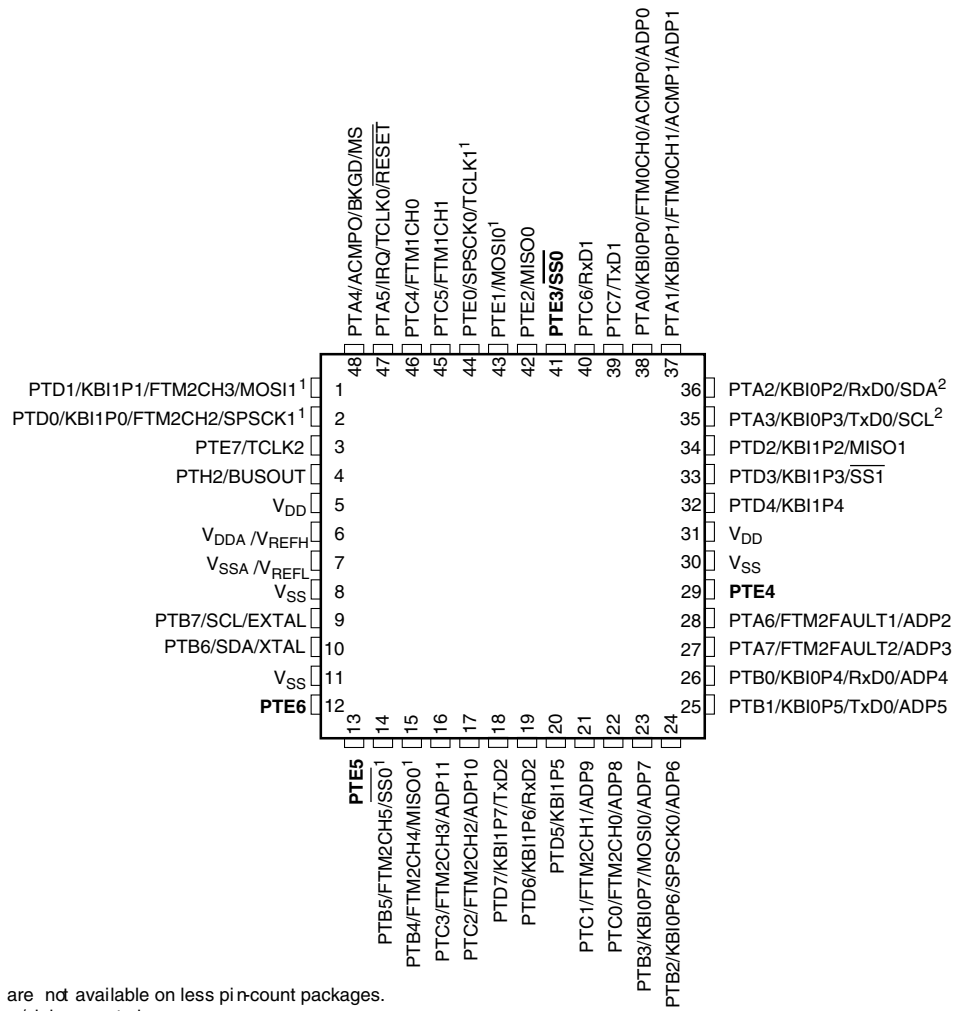 PTA4/ACMPO/BKGD/MS
PTA5/IRQ/TCLK0/RESET
PTC4/FTM1CH0
PTC5/FTM1CH1
PTE0/SPSCK0/TCLK1¹
PTE1/MOSI0¹
PTE2/MISO0
PTE3/SS0
PTC6/RxD1
PTC7/TxD1
PTA0/KBI0P0/FTM0CH0/ACMP0/ADP0
PTA1/KBI0P1/FTM0CH1/ACMP1/ADP1
48
47
46
45
44
43
42
41
40
39
38
37
PTD1/KBI1P1/FTM2CH3/MOSI1¹ 1
PTD0/KBI1P0/FTM2CH2/SPSCK1¹ 2
PTE7/TCLK2 3
PTH2/BUSOUT 4
VDD 5
VDDA /VREFH 6
VSSA /VREFL 7
VSS 8
PTB7/SCL/EXTAL 9
PTB6/SDA/XTAL 10
VSS 11
PTE6 12
36 PTA2/KBI0P2/RxD0/SDA²
35 PTA3/KBI0P3/TxD0/SCL²
34 PTD2/KBI1P2/MISO1
33 PTD3/KBI1P3/SS1
32 PTD4/KBI1P4
31 VDD
30 VSS
29 PTE4
28 PTA6/FTM2FAULT1/ADP2
27 PTA7/FTM2FAULT2/ADP3
26 PTB0/KBI0P4/RxD0/ADP4
25 PTB1/KBI0P5/TxD0/ADP5
13
14
15
16
17
18
19
20
21
22
23
24
PTE5
PTB5/FTM2CH5/SS0¹
PTB4/FTM2CH4/MISO0¹
PTC3/FTM2CH3/ADP11
PTC2/FTM2CH2/ADP10
PTD7/KBI1P7/TxD2
PTD6/KBI1P6/RxD2
PTD5/KBI1P5
PTC1/FTM2CH1/ADP9
PTC0/FTM2CH0/ADP8
PTB3/KBI0P7/MOSI0/ADP7
PTB2/KBI0P6/SPSCK0/ADP6
are not available on less pin-count packages.